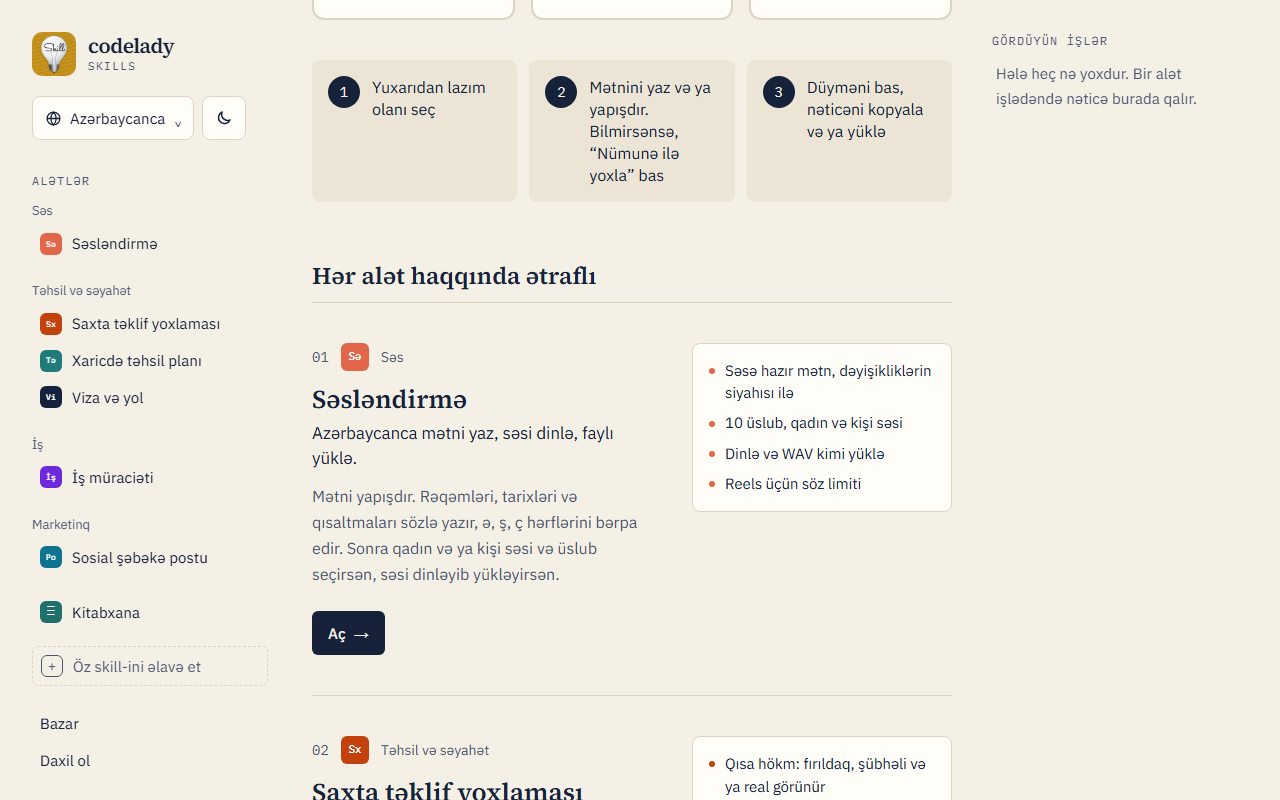 Skill
codelady
SKILLS
Azərbaycanca
ALƏTLƏR
Səs
Sə Səsləndirmə
Təhsil və səyahət
Sx Saxta təklif yoxlaması
Tə Xaricdə təhsil planı
Vi Viza və yol
İş
İş İş müraciəti
Marketinq
Po Sosial şəbəkə postu
Kitabxana
+ Öz skill-ini əlavə et
Bazar
Daxil ol
1 Yuxarıdan lazım
olanı seç
2 Mətnini yaz və ya
yapışdır.
Bilmirsənsə,
“Nümunə ilə
yoxla” bas
3 Düyməni bas,
nəticəni kopyala
və ya yüklə
Hər alət haqqında ətraflı
01 Sə Səs
Səsləndirmə
Azərbaycanca mətni yaz, səsi dinlə, faylı
yüklə.
Mətni yapışdır. Rəqəmləri, tarixləri və
qısaltmaları sözlə yazır, ə, ş, ç hərflərini bərpa
edir. Sonra qadın və ya kişi səsi və üslub
seçirsən, səsi dinləyib yükləyirsən.
Aç →
Səsə hazır mətn, dəyişikliklərin
siyahısı ilə
10 üslub, qadın və kişi səsi
Dinlə və WAV kimi yüklə
Reels üçün söz limiti
02 Sx Təhsil və səyahət
Saxta təklif yoxlaması
Qısa hökm: fırıldaq, şübhəli və
ya real görünür
GÖRDÜYÜN İŞLƏR
Hələ heç nə yoxdur. Bir alət
işlədəndə nəticə burada qalır.